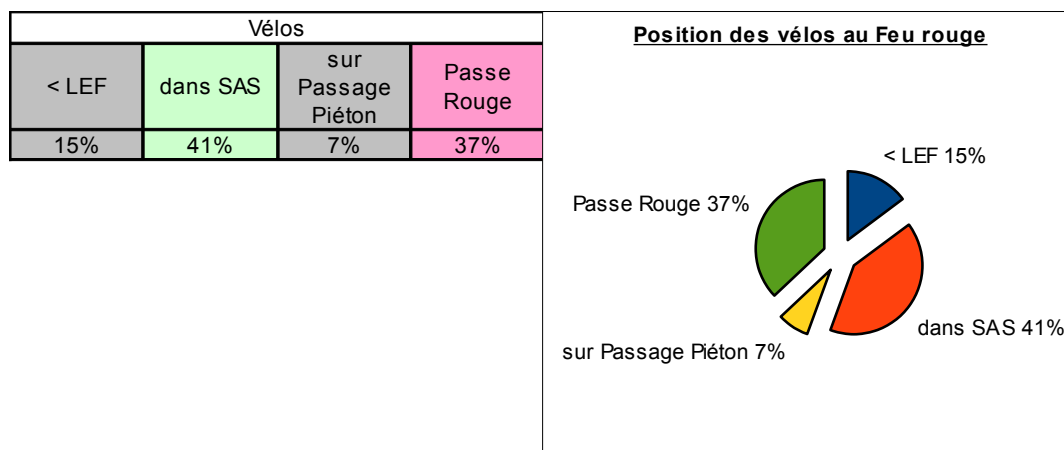 Vélos
< LEF
dans SAS
sur
Passage
Piéton
Passe
Rouge
15%
41%
7%
37%
Position des vélos au Feu rouge
< LEF 15%
Passe Rouge 37%
dans SAS 41%
sur Passage Piéton 7%